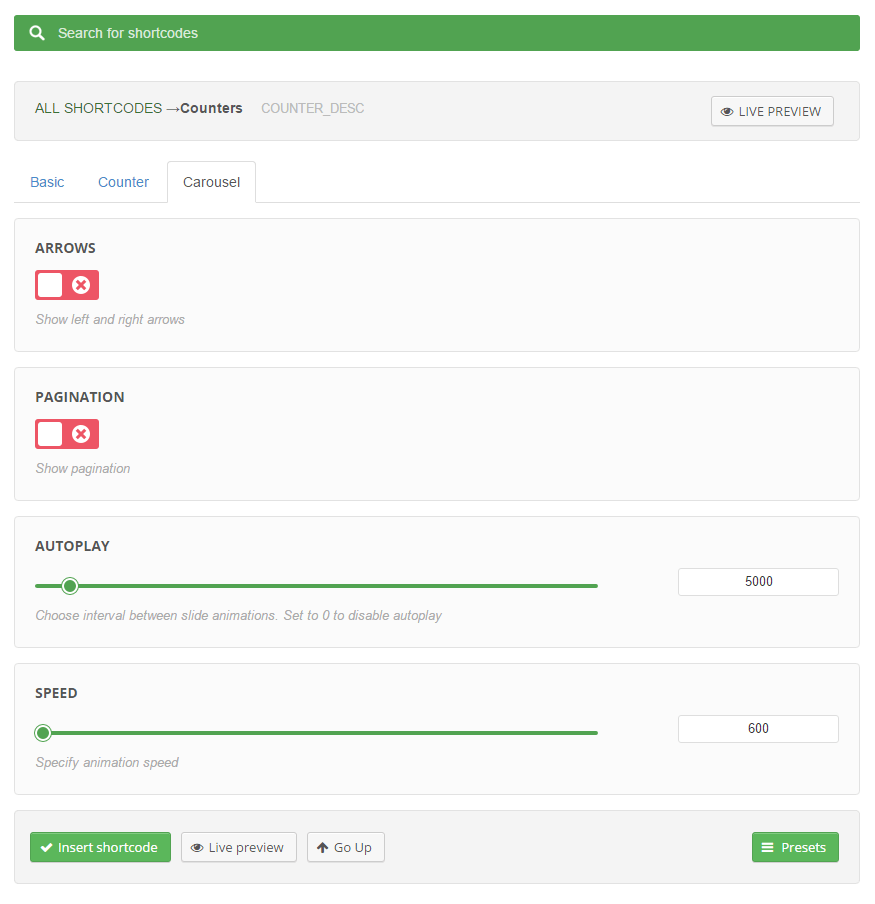 Search for shortcodes
ALL SHORTCODES →Counters COUNTER_DESC LIVE PREVIEW
Basic Counter Carousel
ARROWS
Show left and right arrows
PAGINATION
Show pagination
AUTOPLAY
5000
Choose interval between slide animations. Set to 0 to disable autoplay
SPEED
600
Specify animation speed
Insert shortcode Live preview Go Up Presets